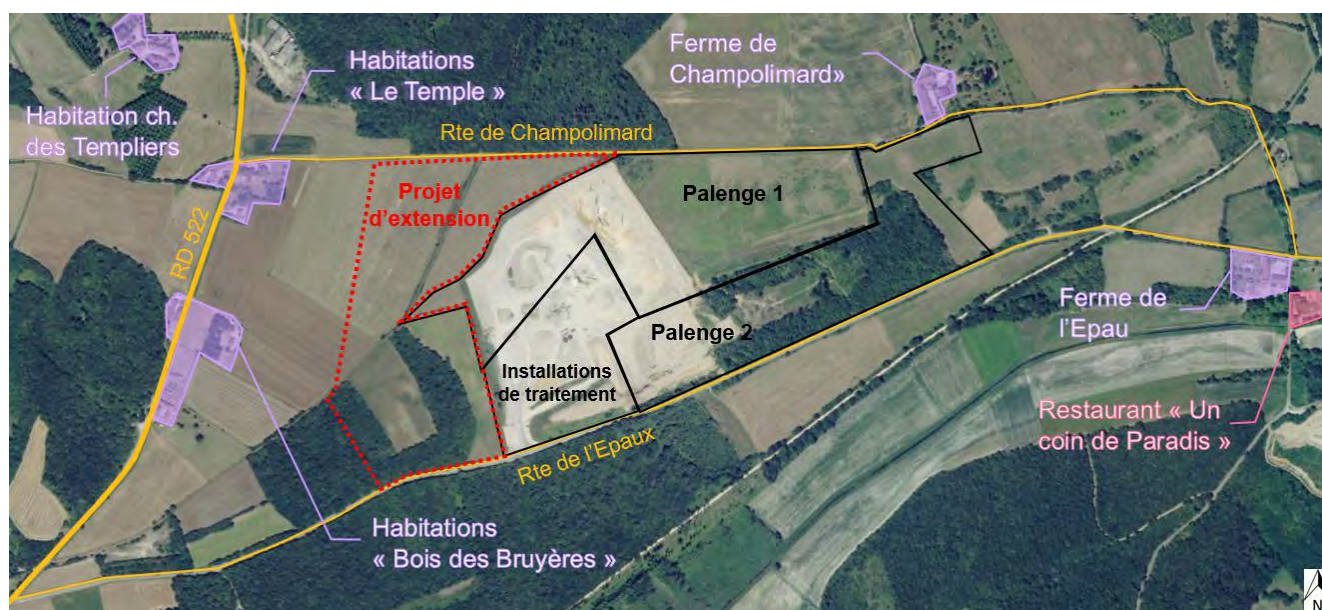 Ferme de
Champolimard»
Habitations
« Le Temple »
Habitation ch.
des Templiers
Rte de Champolimard
Projet
d'extension
Palenge 1
RD 522
Palenge 2
Installations
de traitement
Ferme de
l'Epau
Restaurant « Un
coin de Paradis »
Rte de l'Epaux
Habitations
« Bois des Bruyères »
N